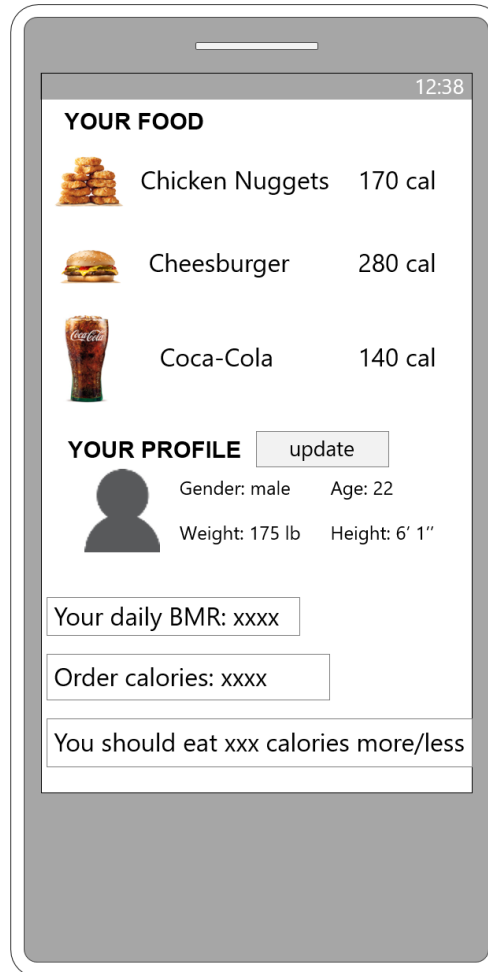 12:38
YOUR FOOD
Chicken Nuggets 170 cal
Cheesburger 280 cal
Coca-Cola
Coca-Cola 140 cal
YOUR PROFILE update
Gender: male Age: 22
Weight: 175 lb Height: 6’ 1’’
Your daily BMR: xxxx
Order calories: xxxx
You should eat xxx calories more/less